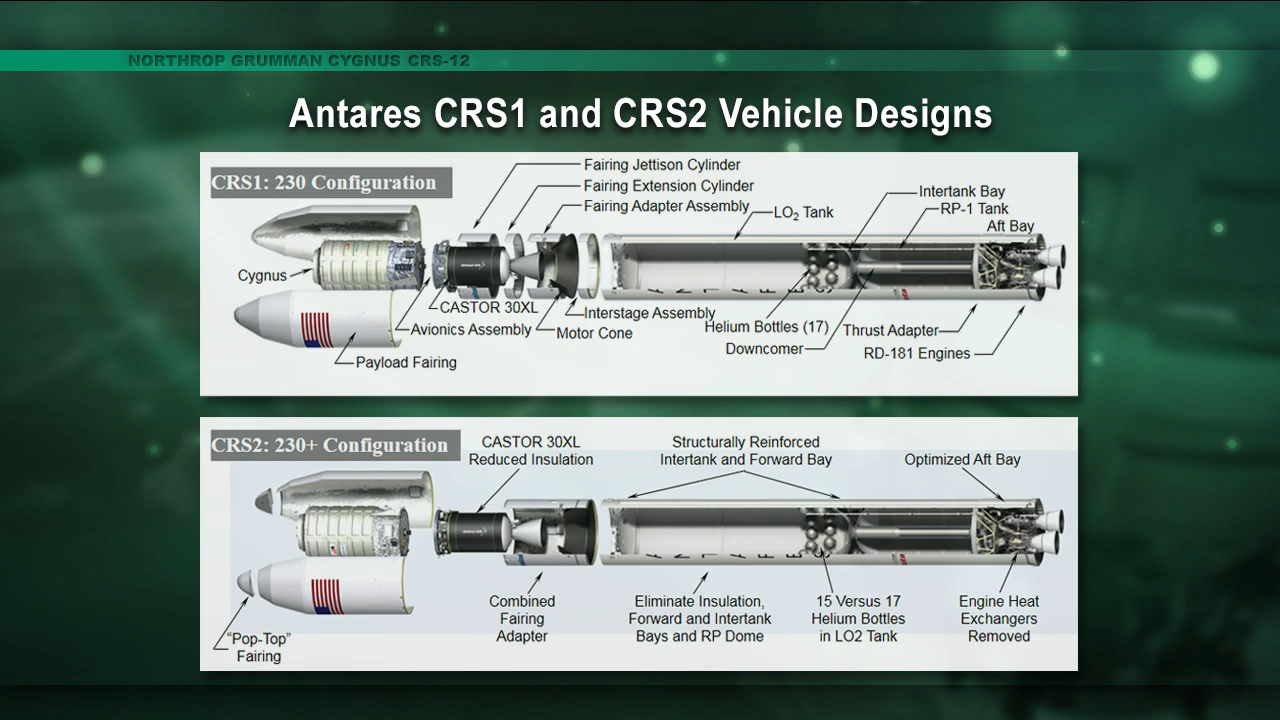 NORTHROP GRUMMAN CYGNUS CRS-12
Antares CRS1 and CRS2 Vehicle Designs
CRS1: 230 Configuration
Fairing Jettison Cylinder
Fairing Extension Cylinder
Fairing Adapter Assembly
LO2 Tank
Intertank Bay
RP-1 Tank
Aft Bay
Cygnus
CASTOR 30XL
Avionics Assembly
Payload Fairing
Interstage Assembly
Motor Cone
Helium Bottles (17)
Downcomer
Thrust Adapter
RD-181 Engines
CRS2: 230+ Configuration
CASTOR 30XL
Reduced Insulation
Structurally Reinforced
Intertank and Forward Bay
Optimized Aft Bay
"Pop-Top"
Fairing
Combined
Fairing
Adapter
Eliminate Insulation,
Forward and Intertank
Bays and RP Dome
15 Versus 17
Helium Bottles
in LO2 Tank
Engine Heat
Exchangers
Removed